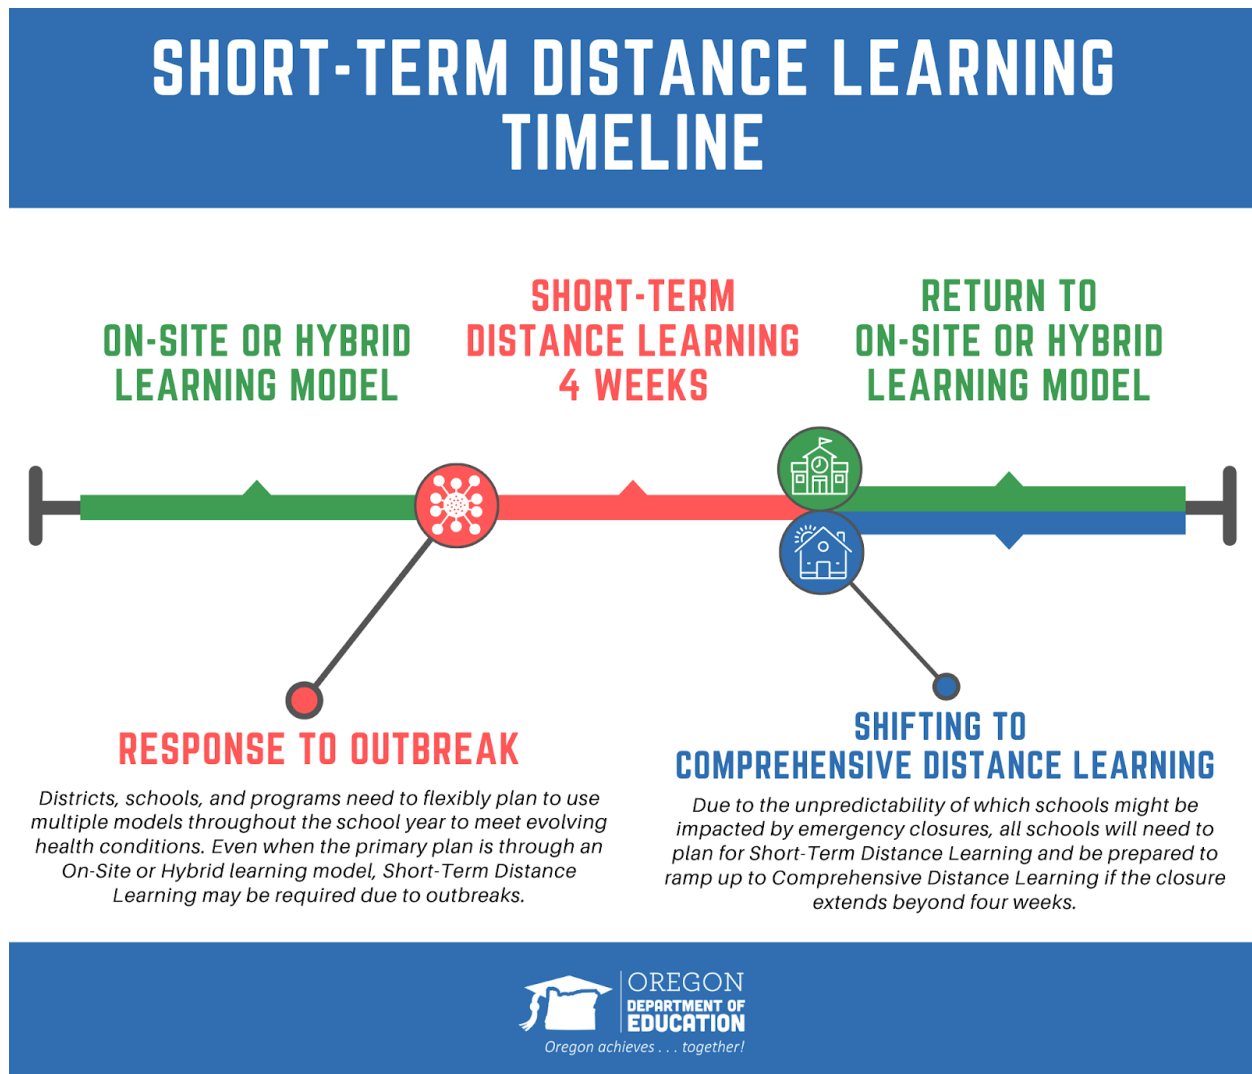 SHORT-TERM DISTANCE LEARNING
TIMELINE
ON-SITE OR HYBRID
LEARNING MODEL
SHORT-TERM
DISTANCE LEARNING
4 WEEKS
RETURN TO
ON-SITE OR HYBRID
LEARNING MODEL
RESPONSE TO OUTBREAK
Districts, schools, and programs need to flexibly plan to use
multiple models throughout the school year to meet evolving
health conditions. Even when the primary plan is through an
On-Site or Hybrid learning model, Short-Term Distance
Learning may be required due to outbreaks.
SHIFTING TO
COMPREHENSIVE DISTANCE LEARNING
Due to the unpredictability of which schools might be
impacted by emergency closures, all schools will need to
plan for Short-Term Distance Learning and be prepared to
ramp up to Comprehensive Distance Learning if the closure
extends beyond four weeks.
OREGON
DEPARTMENT OF
EDUCATION
Oregon achieves . . . together!